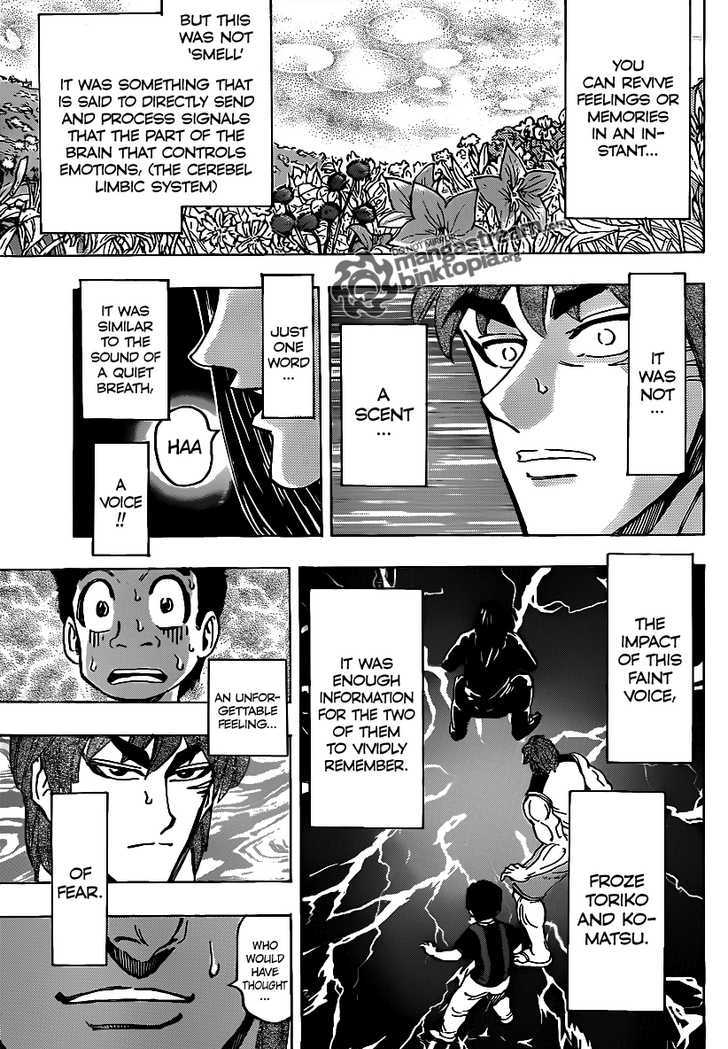 YOU
CAN REVIVE
FEELINGS OR
MEMORIES
IN AN IN-
STANT...
BUT THIS
WAS NOT
'SMELL'
IT WAS SOMETHING THAT
IS SAID TO DIRECTLY SEND
AND PROCESS SIGNALS
THAT THE PART OF THE
BRAIN THAT CONTROLS
EMOTIONS, (THE CEREBEL
LIMBIC SYSTEM)
mangastream.com
binktopia.org
IT WAS
NOT
...
A
SCENT
...
JUST
ONE
WORD
...
IT WAS
SIMILAR
TO THE
SOUND OF
A QUIET
BREATH,
HAA
A
VOICE
!!
THE
IMPACT
OF THIS
FAINT
VOICE,
IT WAS
ENOUGH
INFORMATION
FOR THE TWO
OF THEM
TO VIVIDLY
REMEMBER.
FROZE
TORIKO
AND KO-
MATSU.
AN UNFOR-
GETTABLE
FEELING...
OF
FEAR.
WHO
WOULD
HAVE
THOUGHT
...